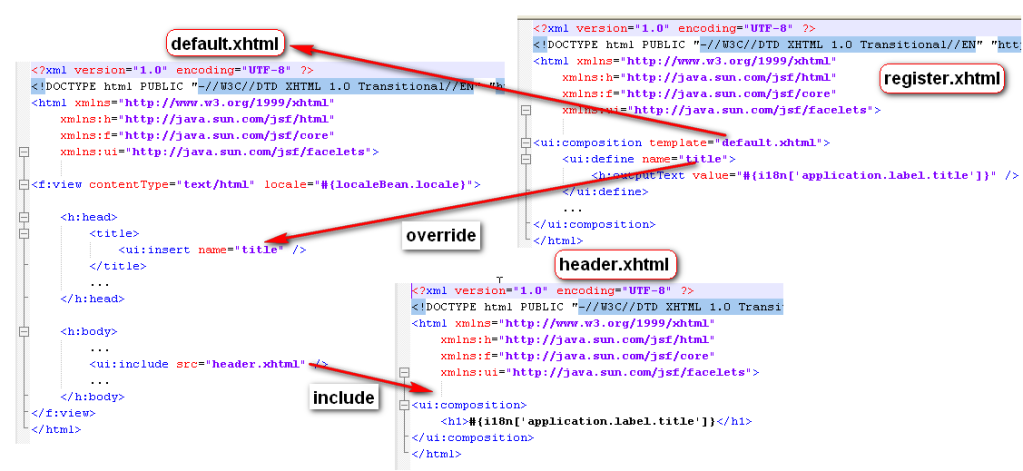 default.xhtml
<?xml version="1.0" encoding="UTF-8" ?>
<!DOCTYPE html PUBLIC "-//W3C//DTD XHTML 1.0 Transitional//EN"
<html xmlns="http://www.w3.org/1999/xhtml"
xmlns:h="http://java.sun.com/jsf/html"
xmlns:f="http://java.sun.com/jsf/core"
xmlns:ui="http://java.sun.com/jsf/facelets">
<f:view contentType="text/html" locale="#{localeBean.locale}">
<h:head>
<title>
<ui:insert name="title" />
</title>
...
</h:head>
<h:body>
...
<ui:include src="header.xhtml" />
...
</h:body>
</f:view>
</html>
register.xhtml
<?xml version="1.0" encoding="UTF-8" ?>
<!DOCTYPE html PUBLIC "-//W3C//DTD XHTML 1.0 Transitional//EN" "htt
<html xmlns="http://www.w3.org/1999/xhtml"
xmlns:h="http://java.sun.com/jsf/html"
xmlns:f="http://java.sun.com/jsf/core"
xmlns:ui="http://java.sun.com/jsf/facelets">
<ui:composition template="default.xhtml">
<ui:define name="title">
<h:outputText value="#{i18n['application.label.title']}" />
</ui:define>
...
</ui:composition>
</html>
override
header.xhtml
<?xml version="1.0" encoding="UTF-8" ?>
<!DOCTYPE html PUBLIC "-//W3C//DTD XHTML 1.0 Transi
<html xmlns="http://www.w3.org/1999/xhtml"
xmlns:h="http://java.sun.com/jsf/html"
xmlns:f="http://java.sun.com/jsf/core"
xmlns:ui="http://java.sun.com/jsf/facelets">
<ui:composition>
<h1>#{i18n['application.label.title']}</h1>
</ui:composition>
</html>
include